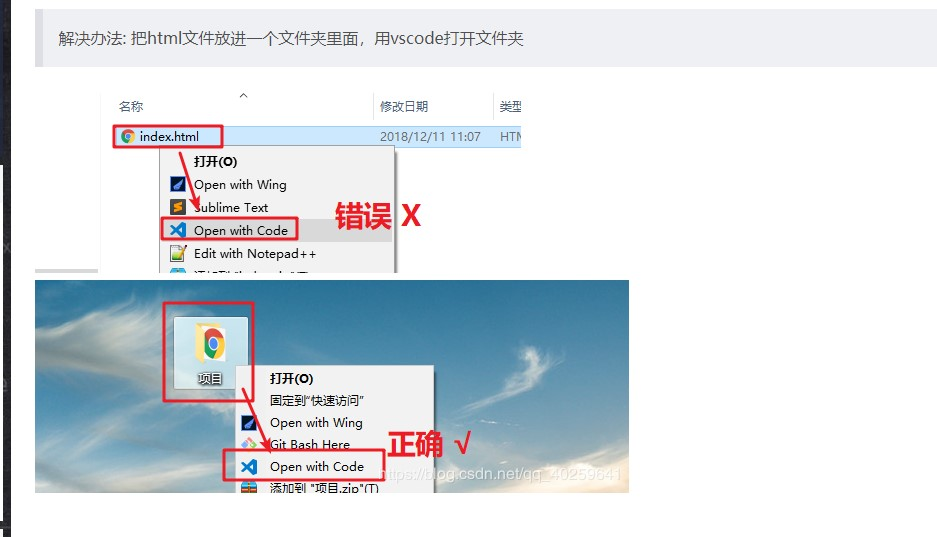 解决办法: 把html文件放进一个文件夹里面，用vscode打开文件夹
名称 修改日期 类型
index.html 2018/12/11 11:07 HTM
打开(O)
Open with Wing
Sublime Text
Open with Code
错误 X
Edit with Notepad++
项目
打开(O)
固定到"快速访问"
Open with Wing
Git Bash Here
正确 √
Open with Code
https://blog.csdn.net/qq_40259641
添加到 "项目.zip"(T)